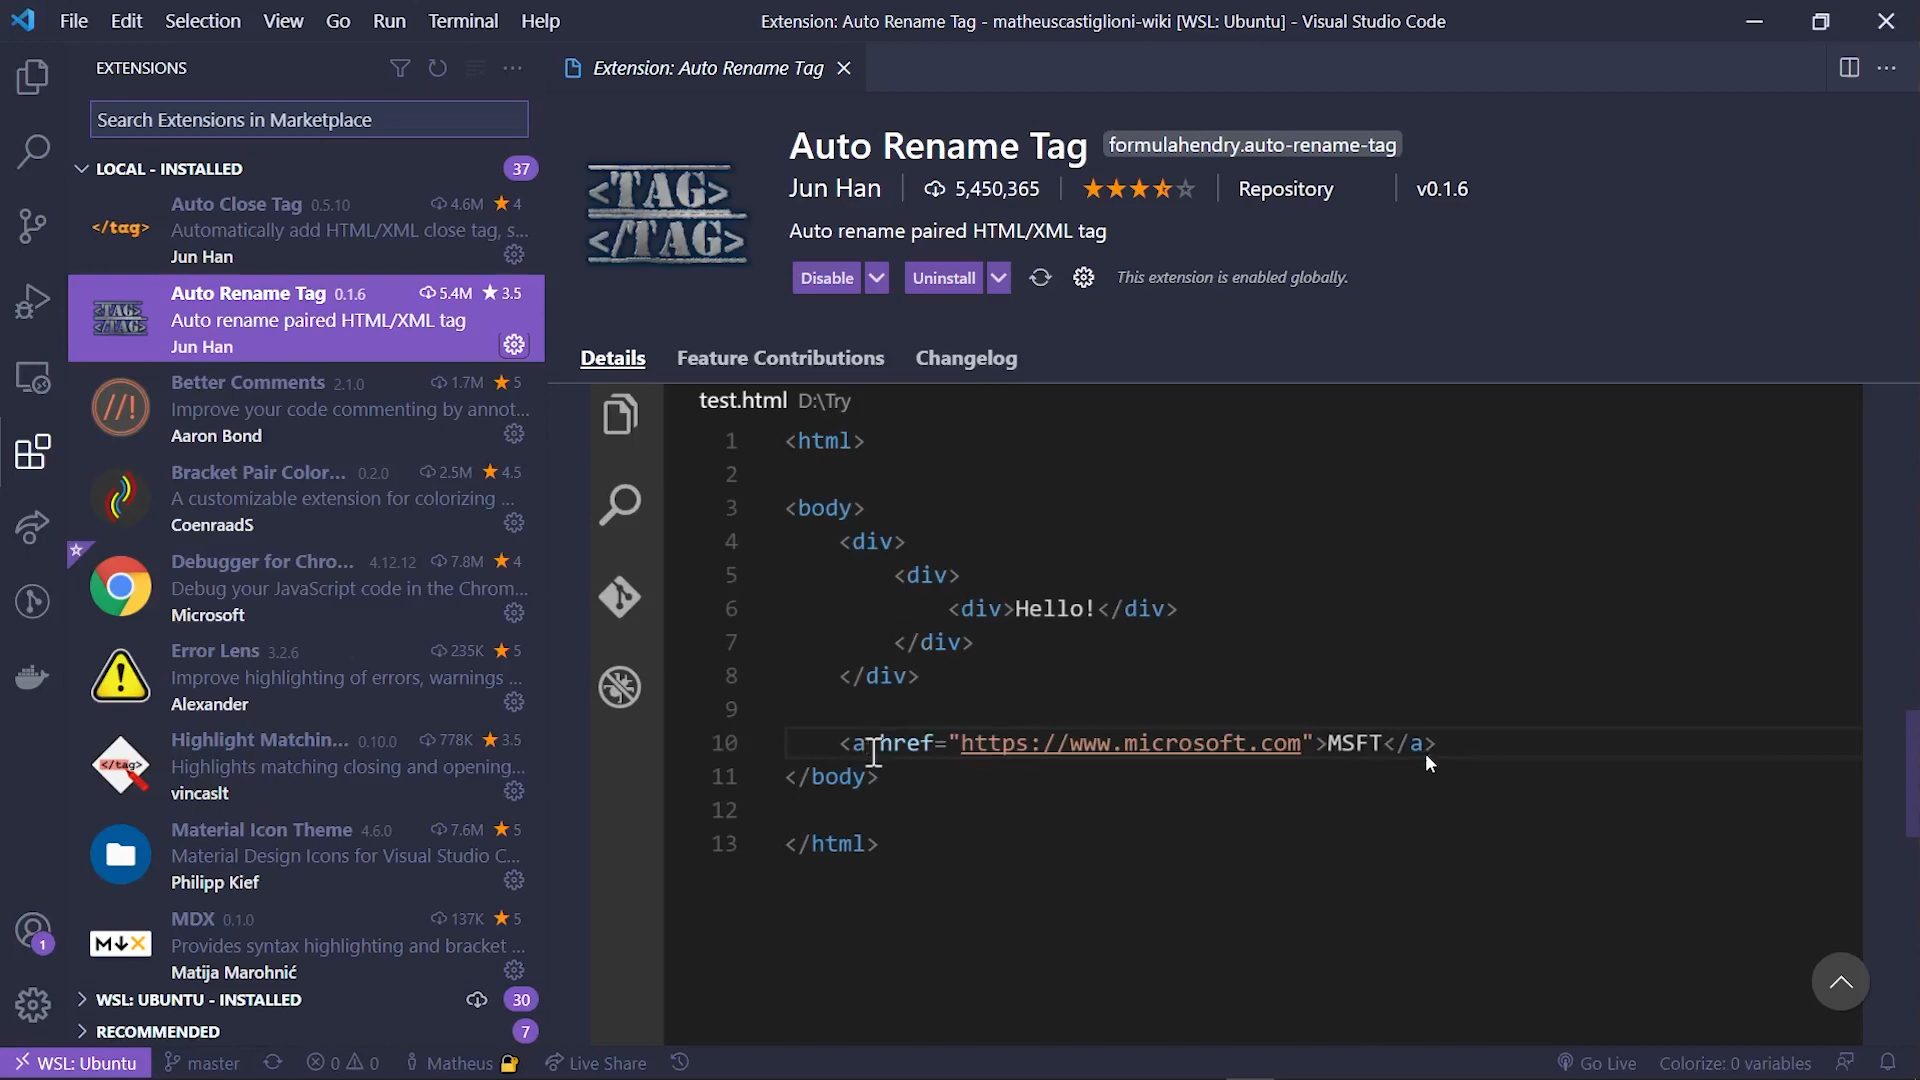 File Edit Selection View Go Run Terminal Help
Extension: Auto Rename Tag - matheuscastiglioni-wiki [WSL: Ubuntu] - Visual Studio Code
EXTENSIONS
Search Extensions in Marketplace
LOCAL - INSTALLED 37
</tag>
Auto Close Tag 0.5.10 4.6M 4
Automatically add HTML/XML close tag, s...
Jun Han
<TAG>
</TAG>
Auto Rename Tag 0.1.6 5.4M 3.5
Auto rename paired HTML/XML tag
Jun Han
//!
Better Comments 2.1.0 1.7M 5
Improve your code commenting by annot...
Aaron Bond
Bracket Pair Color... 0.2.0 2.5M 4.5
A customizable extension for colorizing ...
CoenraadS
Debugger for Chro... 4.12.12 7.8M 4
Debug your JavaScript code in the Chrom...
Microsoft
Error Lens 3.2.6 235K 5
Improve highlighting of errors, warnings ...
Alexander
</tag>
Highlight Matchin... 0.10.0 778K 3.5
Highlights matching closing and opening...
vincaslt
Material Icon Theme 4.6.0 7.6M 5
Material Design Icons for Visual Studio C...
Philipp Kief
M↓X
MDX 0.1.0 137K 5
Provides syntax highlighting and bracket ...
Matija Marohnić
WSL: UBUNTU - INSTALLED 30
RECOMMENDED 7
1
Extension: Auto Rename Tag
<TAG>
</TAG>
Auto Rename Tag formulahendry.auto-rename-tag
Jun Han 5,450,365 Repository v0.1.6
Auto rename paired HTML/XML tag
Disable Uninstall This extension is enabled globally.
Details Feature Contributions Changelog
test.html D:\Try
1 <html>
2
3 <body>
4 <div>
5 <div>
6 <div>Hello!</div>
7 </div>
8 </div>
9
10 <a href="https://www.microsoft.com">MSFT</a>
11 </body>
12
13 </html>
WSL: Ubuntu master 0 0 Matheus Live Share Go Live Colorize: 0 variables